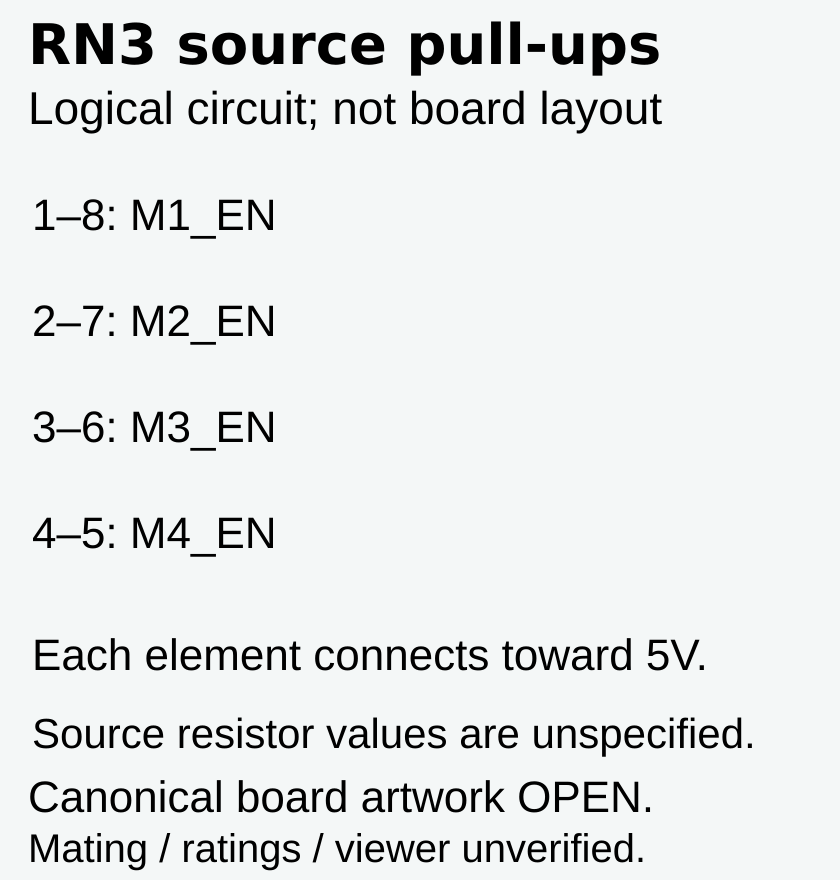 RN3 source pull-ups
Logical circuit; not board layout
1–8: M1_EN
2–7: M2_EN
3–6: M3_EN
4–5: M4_EN
Each element connects toward 5V.
Source resistor values are unspecified.
Canonical board artwork OPEN.
Mating / ratings / viewer unverified.